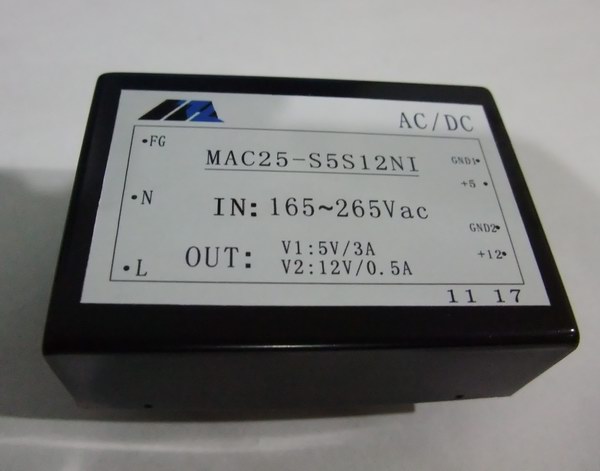 AC/DC
•FG
MAC25-S5S12NI
GND1•
+5 •
•N
IN: 165~265Vac
GND2•
OUT: V1:5V/3A
V2:12V/0.5A
+12•
•L
11 17